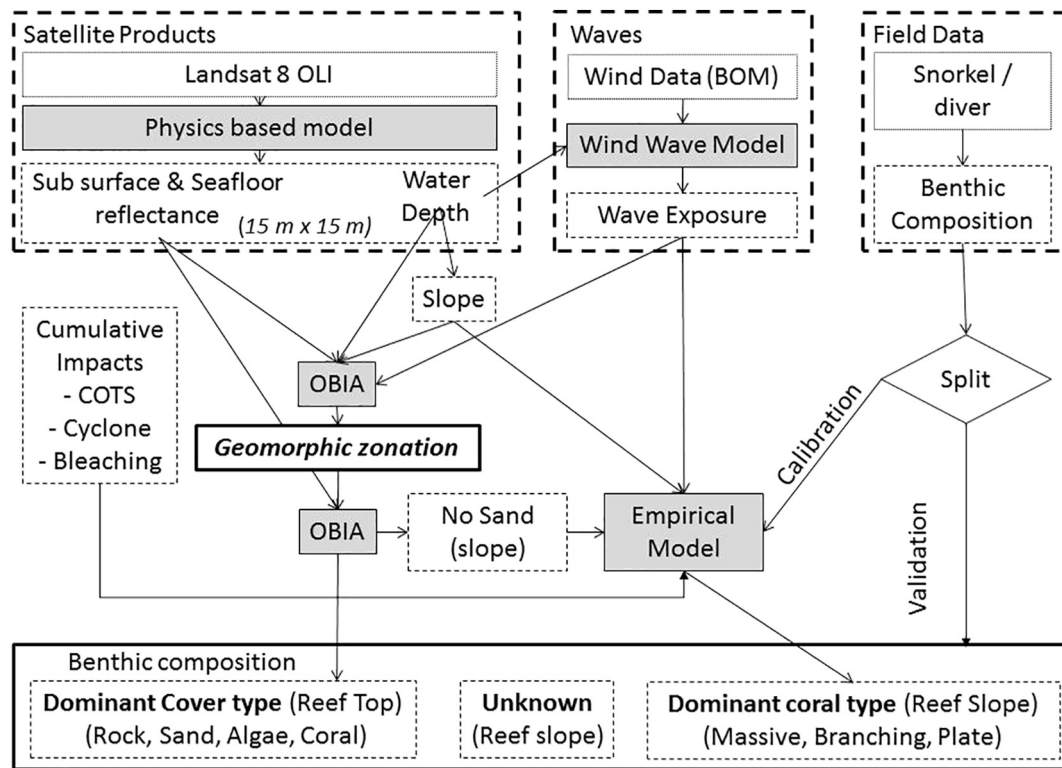 Satellite Products
Landsat 8 OLI
Physics based model
Sub surface & Seafloor
reflectance
(15 m x 15 m)
Water
Depth
Waves
Wind Data (BOM)
Wind Wave Model
Wave Exposure
Field Data
Snorkel /
diver
Benthic
Composition
Slope
Cumulative
Impacts
- COTS
- Cyclone
- Bleaching
OBIA
Geomorphic zonation
OBIA
No Sand
(slope)
Empirical
Model
Split
Calibration
Validation
Benthic composition
Dominant Cover type (Reef Top)
(Rock, Sand, Algae, Coral)
Unknown
(Reef slope)
Dominant coral type (Reef Slope)
(Massive, Branching, Plate)